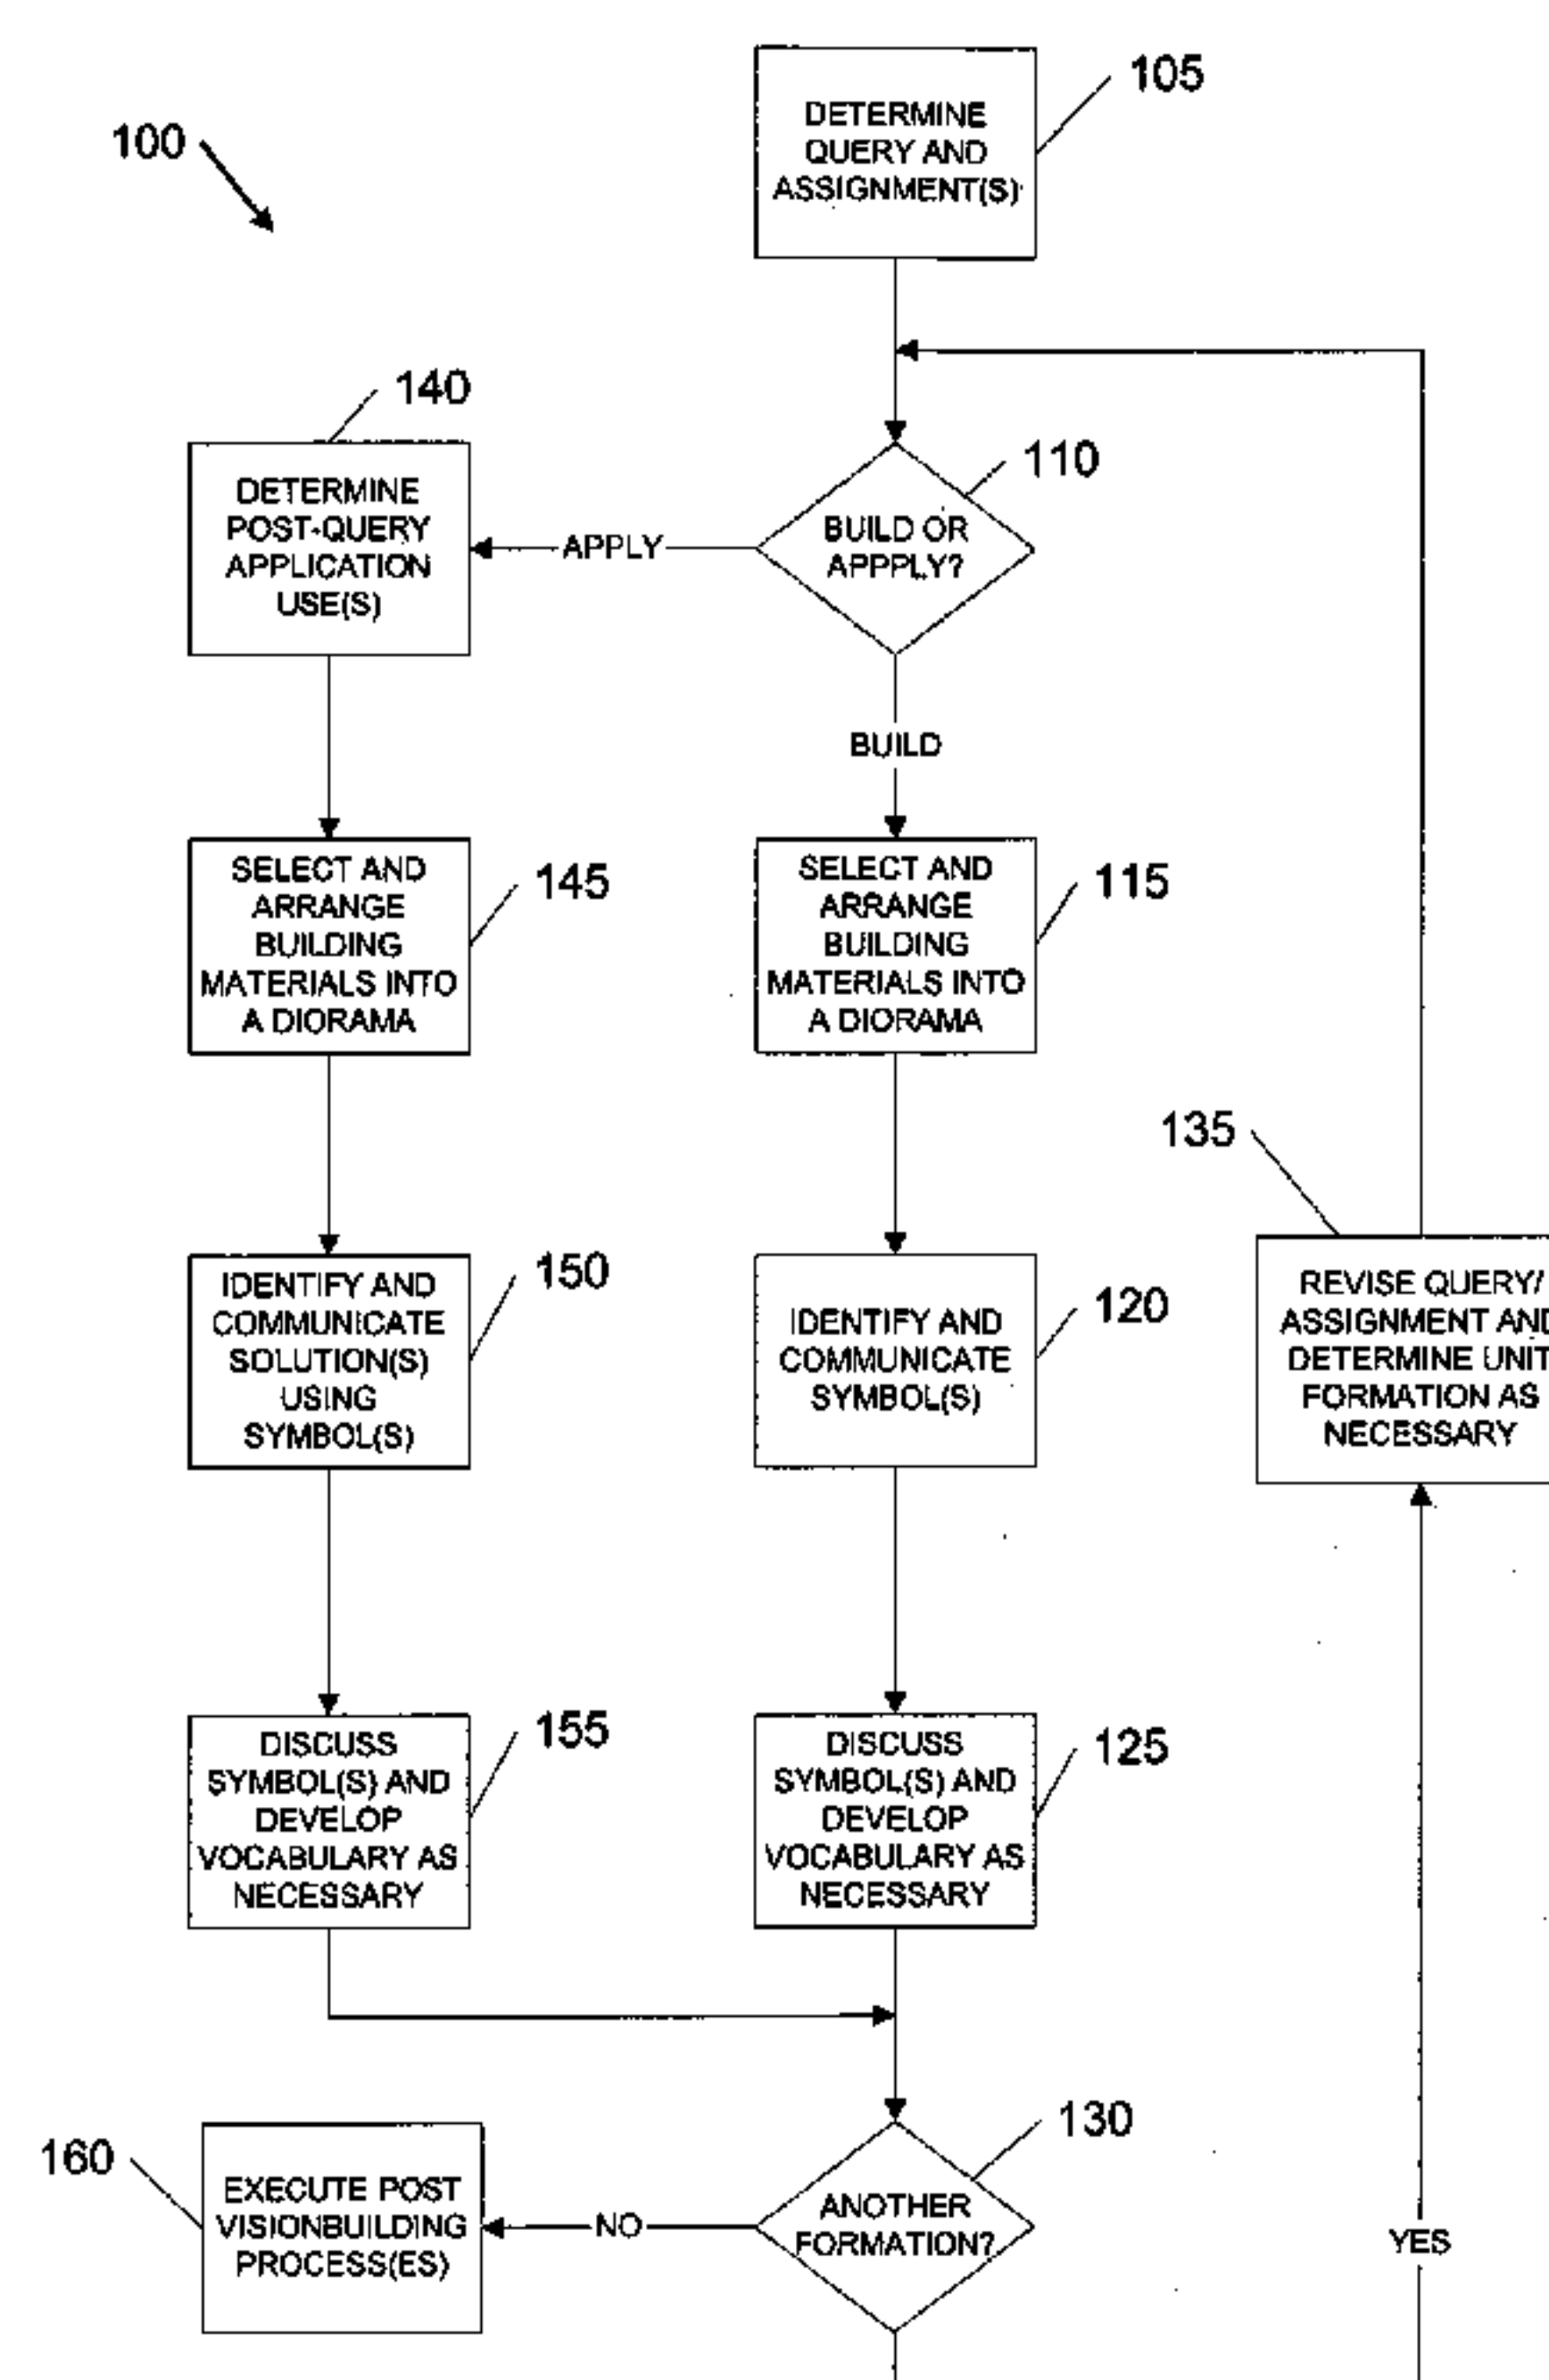 105
DETERMINE
QUERY AND
ASSIGNMENT(S)
100
140
110
DETERMINE
POST-QUERY
APPLICATION
USE(S)
APPLY
BUILD OR
APPPLY?
BUILD
SELECT AND
ARRANGE
BUILDING
MATERIALS INTO
A DIORAMA
145
SELECT AND
ARRANGE
BUILDING
MATERIALS INTO
A DIORAMA
115
135
IDENTIFY AND
COMMUNICATE
SOLUTION(S)
USING
SYMBOL(S)
150
IDENTIFY AND
COMMUNICATE
SYMBOL(S)
120
REVISE QUERY/
ASSIGNMENT AND
DETERMINE UNIT
FORMATION AS
NECESSARY
DISCUSS
SYMBOL(S) AND
DEVELOP
VOCABULARY AS
NECESSARY
155
DISCUSS
SYMBOL(S) AND
DEVELOP
VOCABULARY AS
NECESSARY
125
130
160
EXECUTE POST
VISIONBUILDING
PROCESS(ES)
NO
ANOTHER
FORMATION?
YES